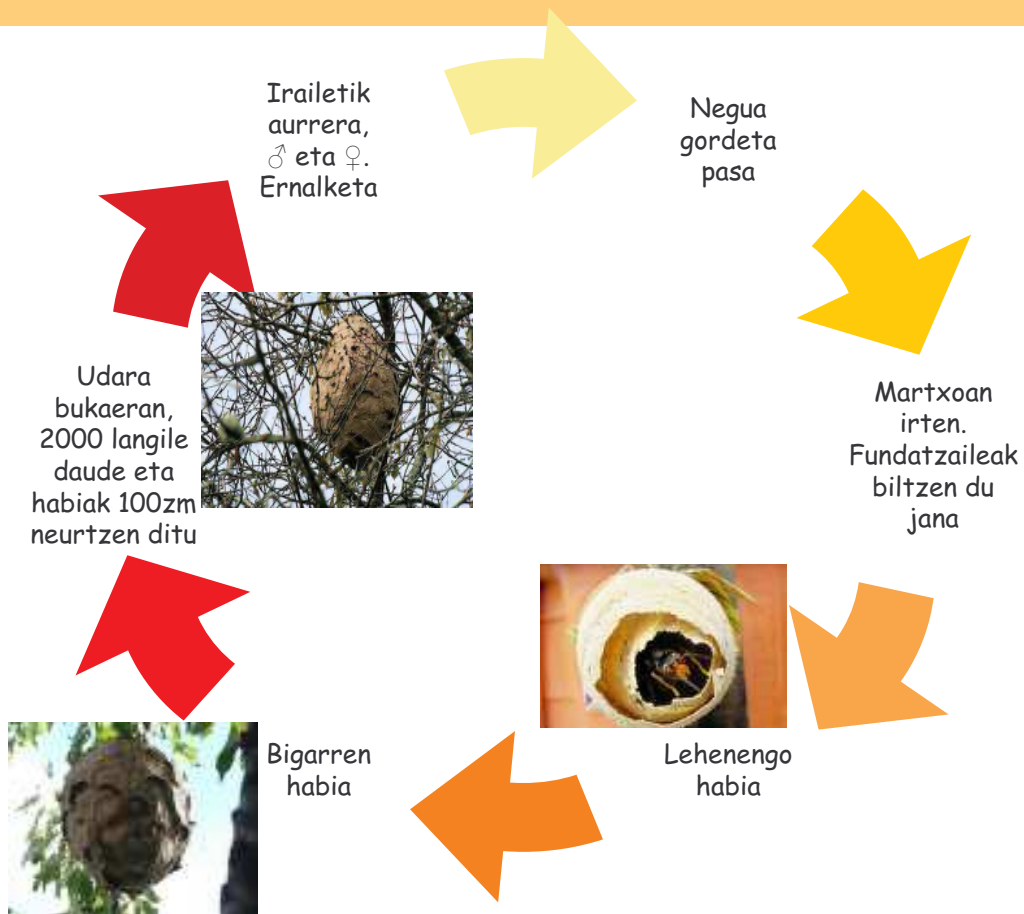 Irailetik
aurrera,
♂ eta ♀.
Ernalketa
Negua
gordeta
pasa
Martxoan
irten.
Fundatzaileak
biltzen du
jana
Lehenengo
habia
Bigarren
habia
Udara
bukaeran,
2000 langile
daude eta
habiak 100zm
neurtzen ditu